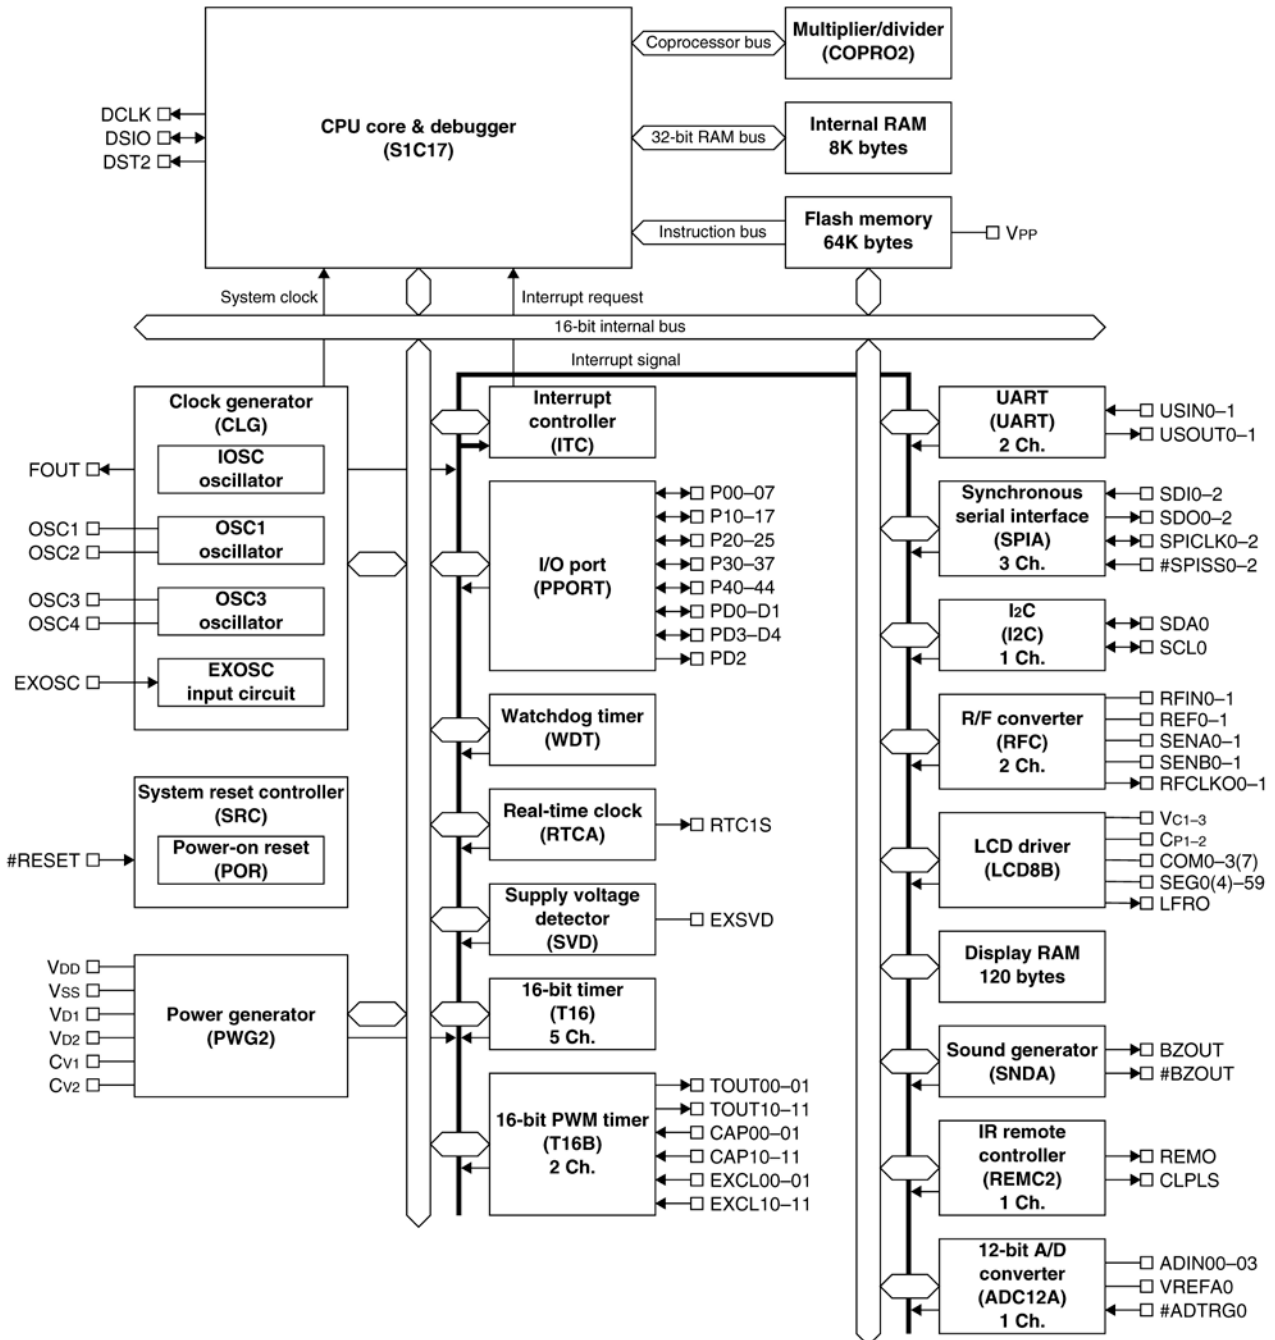 CPU core & debugger
(S1C17)
DCLK
DSIO
DST2
Coprocessor bus
Multiplier/divider
(COPRO2)
32-bit RAM bus
Internal RAM
8K bytes
Instruction bus
Flash memory
64K bytes
VPP
System clock
Interrupt request
16-bit internal bus
Interrupt signal
Clock generator
(CLG)
IOSC
oscillator
OSC1
oscillator
OSC3
oscillator
EXOSC
input circuit
FOUT
OSC1
OSC2
OSC3
OSC4
EXOSC
System reset controller
(SRC)
Power-on reset
(POR)
#RESET
Power generator
(PWG2)
VDD
VSS
VD1
VD2
CV1
CV2
Interrupt
controller
(ITC)
I/O port
(PPORT)
P00–07
P10–17
P20–25
P30–37
P40–44
PD0–D1
PD3–D4
PD2
Watchdog timer
(WDT)
Real-time clock
(RTCA)
RTC1S
Supply voltage
detector
(SVD)
EXSVD
16-bit timer
(T16)
5 Ch.
16-bit PWM timer
(T16B)
2 Ch.
TOUT00–01
TOUT10–11
CAP00–01
CAP10–11
EXCL00–01
EXCL10–11
UART
(UART)
2 Ch.
USIN0–1
USOUT0–1
Synchronous
serial interface
(SPIA)
3 Ch.
SDI0–2
SDO0–2
SPICLK0–2
#SPISS0–2
I2C
(I2C)
1 Ch.
SDA0
SCL0
R/F converter
(RFC)
2 Ch.
RFIN0–1
REF0–1
SENA0–1
SENB0–1
RFCLKO0–1
LCD driver
(LCD8B)
VC1–3
CP1–2
COM0–3(7)
SEG0(4)–59
LFRO
Display RAM
120 bytes
Sound generator
(SNDA)
BZOUT
#BZOUT
IR remote
controller
(REMC2)
1 Ch.
REMO
CLPLS
12-bit A/D
converter
(ADC12A)
1 Ch.
ADIN00–03
VREFA0
#ADTRG0